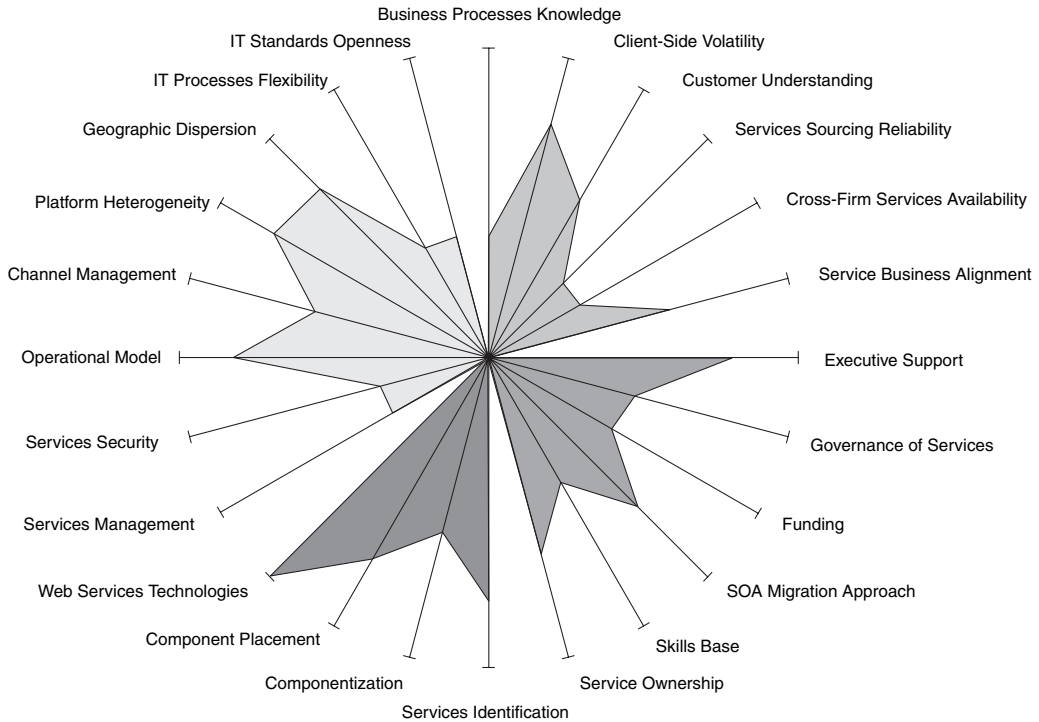 Business Processes Knowledge
IT Standards Openness
Client-Side Volatility
IT Processes Flexibility
Customer Understanding
Geographic Dispersion
Services Sourcing Reliability
Platform Heterogeneity
Cross-Firm Services Availability
Channel Management
Service Business Alignment
Operational Model
Executive Support
Services Security
Governance of Services
Services Management
Funding
Web Services Technologies
SOA Migration Approach
Component Placement
Skills Base
Componentization
Service Ownership
Services Identification